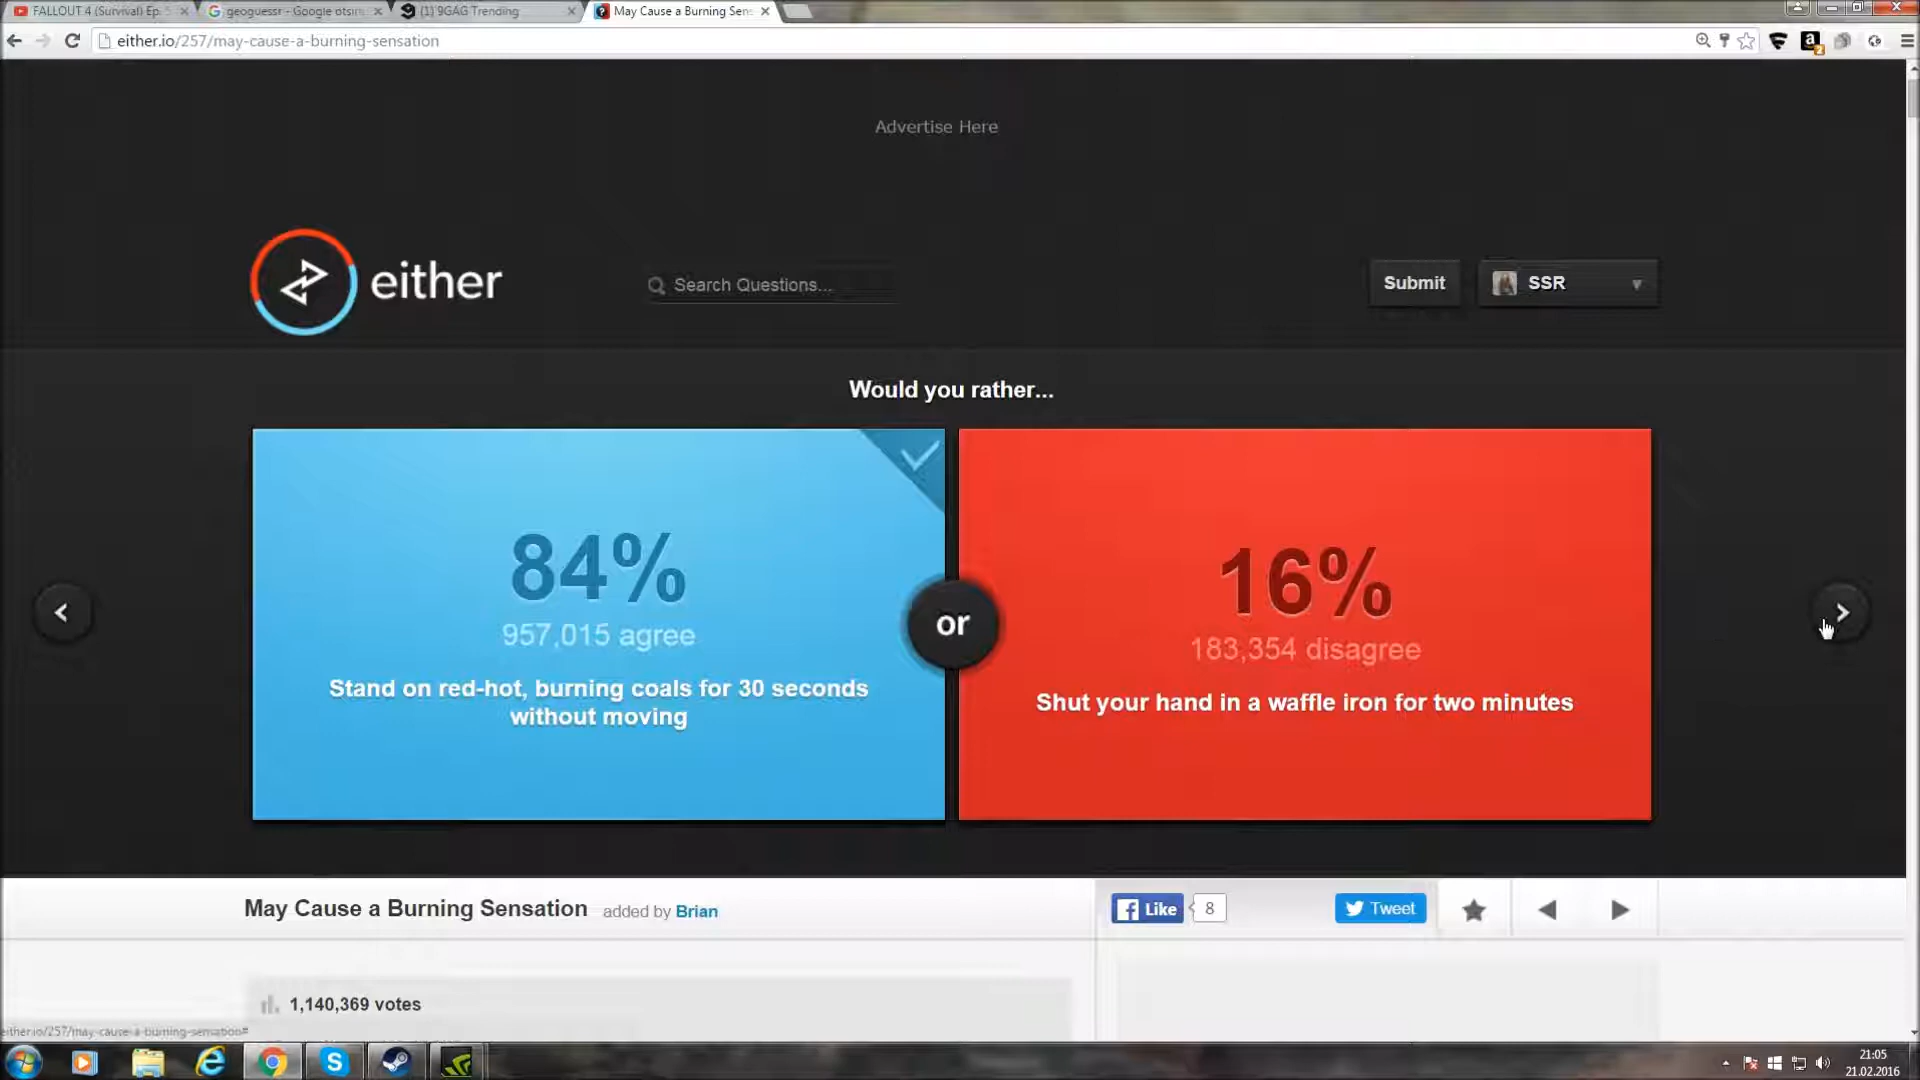 FALLOUT 4 (Survival) Ep.
geoguessr - Google otsin
(1) 9GAG Trending
May Cause a Burning Sen
either.io/257/may-cause-a-burning-sensation
Advertise Here
either
Search Questions...
Submit
SSR
Would you rather...
84%
957,015 agree
Stand on red-hot, burning coals for 30 seconds
without moving
or
16%
183,354 disagree
Shut your hand in a waffle iron for two minutes
May Cause a Burning Sensation added by Brian
Like
8
Tweet
1,140,369 votes
either.io/257/may-cause-a-burning-sensation#
21:05
21.02.2016